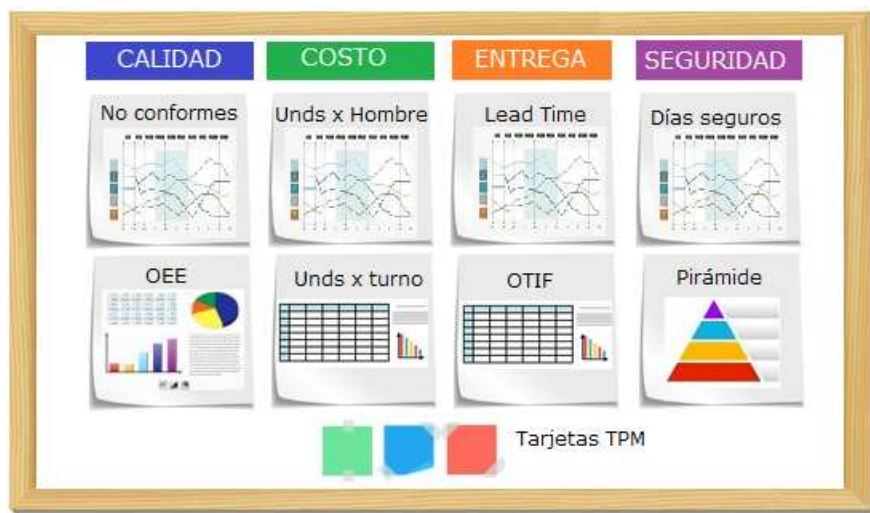 CALIDAD
COSTO
ENTREGA
SEGURIDAD
No conformes
Unds x Hombre
Lead Time
Días seguros
OEE
Unds x turno
OTIF
Pirámide
Tarjetas TPM